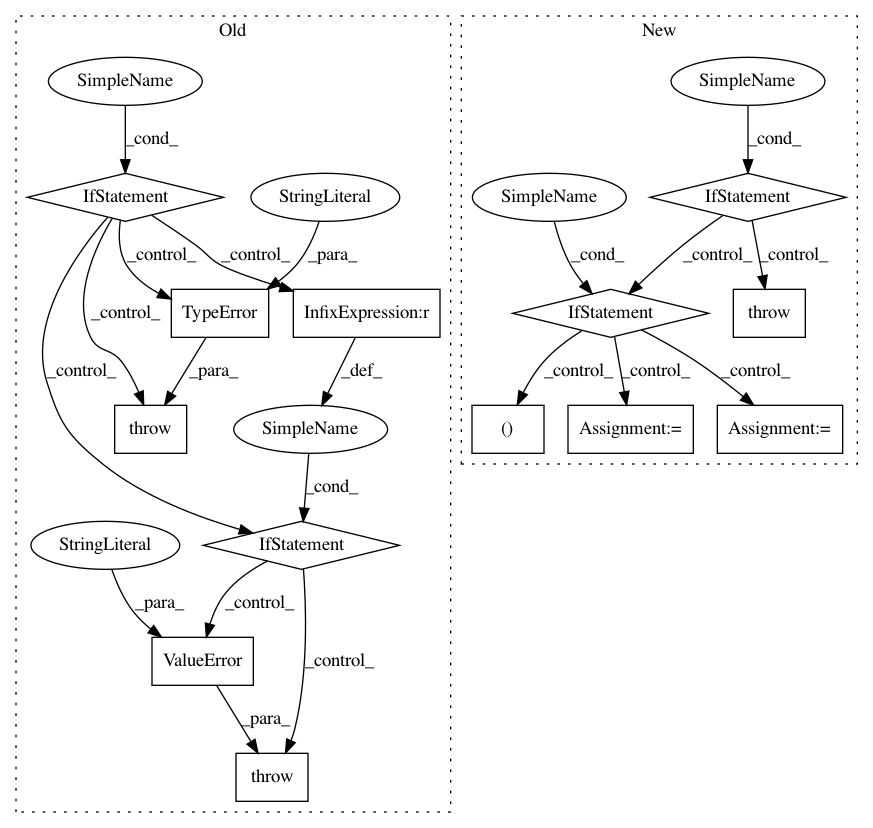 Old
New
SimpleName
SimpleName
_cond_
_cond_
IfStatement
StringLiteral
SimpleName
IfStatement
_control_
_control_
_para_
_cond_
_control_
_control_
TypeError
InfixExpression:r
IfStatement
throw
_control_
_control_
_para_
_def_
_control_
_control_
_control_
throw
SimpleName
()
Assignment:=
Assignment:=
_cond_
StringLiteral
IfStatement
_para_
_control_
ValueError
_control_
_para_
throw